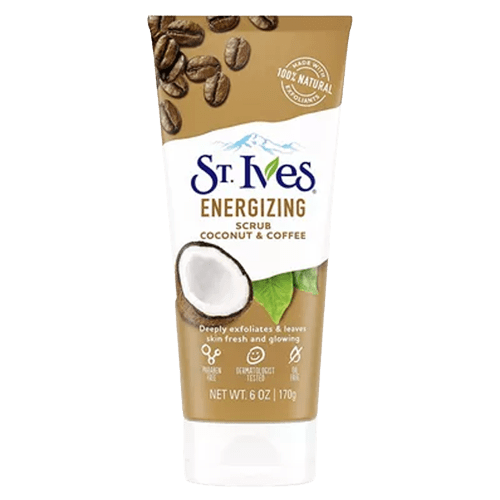 MADE WITH
100% NATURAL
EXFOLIANTS
ST. IVES®
ENERGIZING
SCRUB
COCONUT & COFFEE
Deeply exfoliates & leaves
skin fresh and glowing
PARABEN FREE
DERMATOLOGIST TESTED
OIL FREE
NET WT. 6 OZ | 170g